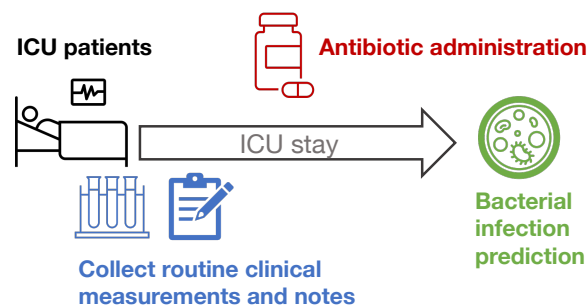 ICU patients
Antibiotic administration
ICU stay
Bacterial
infection
prediction
Collect routine clinical
measurements and notes